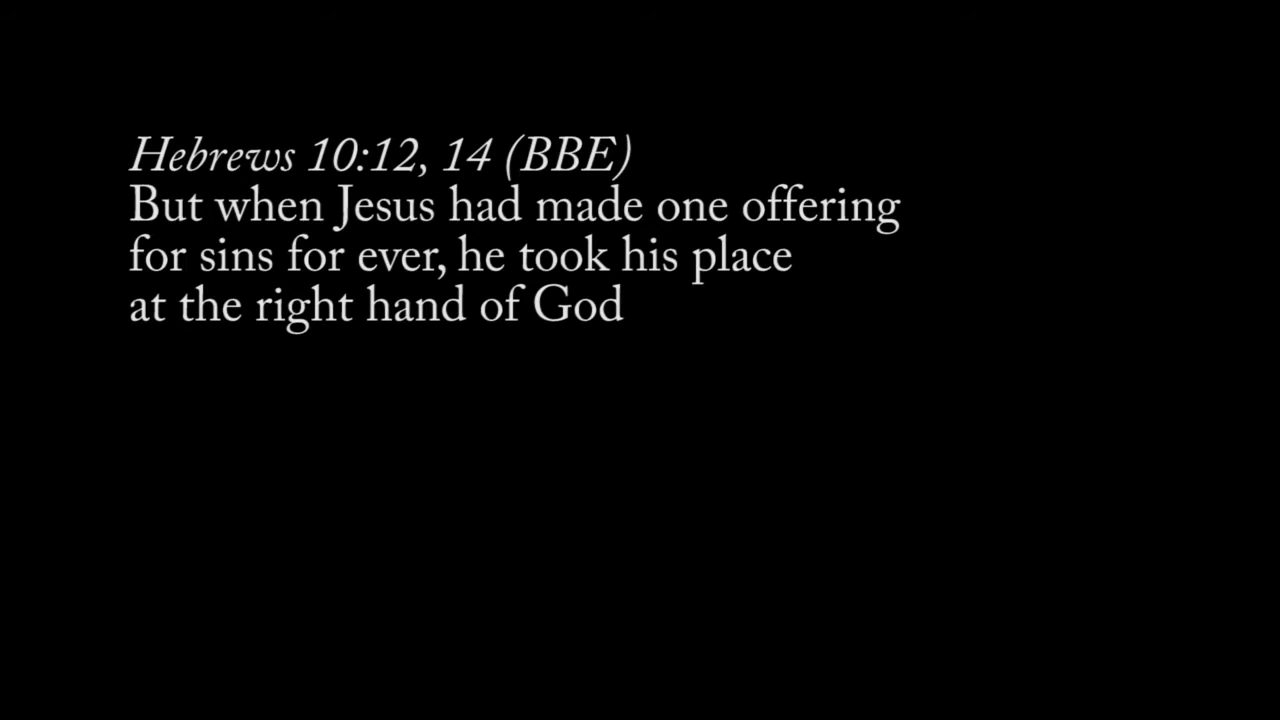 Hebrews 10:12, 14 (BBE)
But when Jesus had made one offering
for sins for ever, he took his place
at the right hand of God